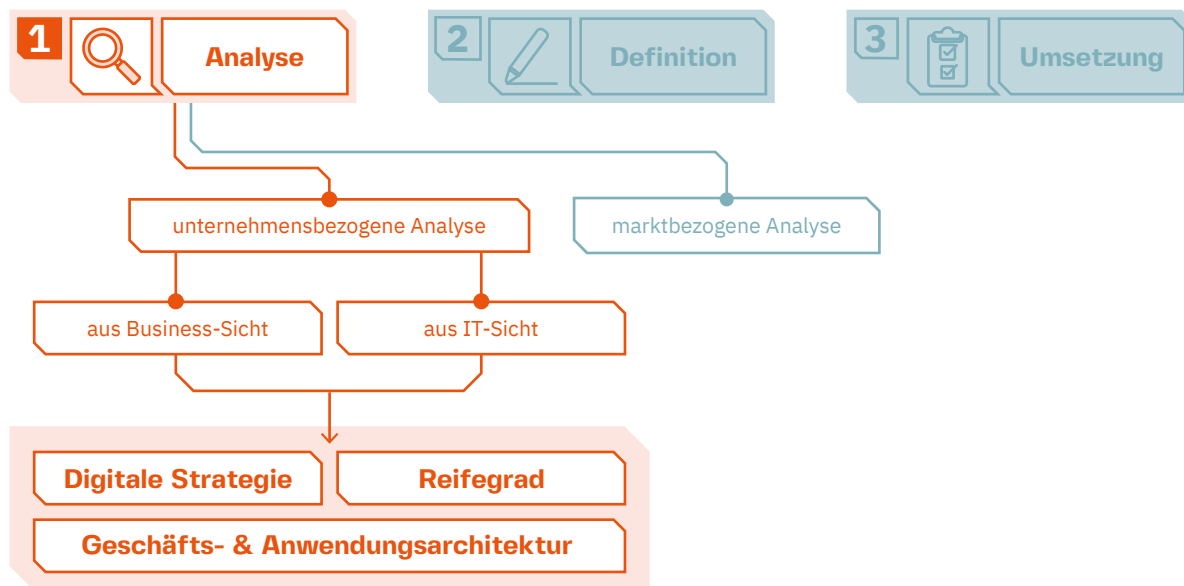 1
Analyse
2
Definition
3
Umsetzung
unternehmensbezogene Analyse
marktbezogene Analyse
aus Business-Sicht
aus IT-Sicht
Digitale Strategie
Reifegrad
Geschäfts- & Anwendungsarchitektur